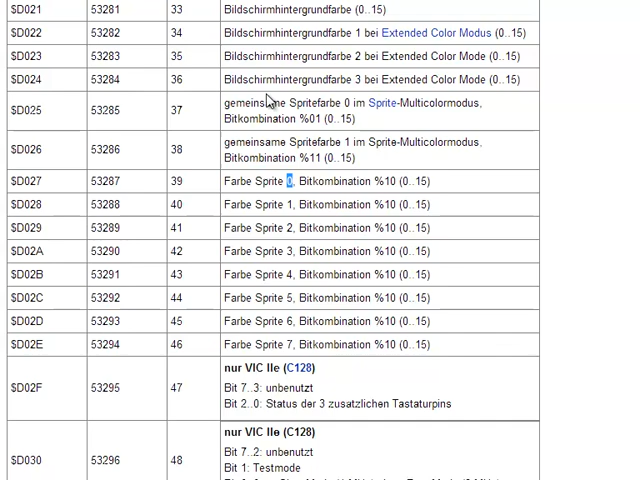 $D021 53281 33 Bildschirmhintergrundfarbe (0..15)
$D022 53282 34 Bildschirmhintergrundfarbe 1 bei Extended Color Modus (0..15)
$D023 53283 35 Bildschirmhintergrundfarbe 2 bei Extended Color Mode (0..15)
$D024 53284 36 Bildschirmhintergrundfarbe 3 bei Extended Color Mode (0..15)
$D025 53285 37 gemeinsame Spritefarbe 0 im Sprite-Multicolormodus,
Bitkombination %01 (0..15)
$D026 53286 38 gemeinsame Spritefarbe 1 im Sprite-Multicolormodus,
Bitkombination %11 (0..15)
$D027 53287 39 Farbe Sprite 0, Bitkombination %10 (0..15)
$D028 53288 40 Farbe Sprite 1, Bitkombination %10 (0..15)
$D029 53289 41 Farbe Sprite 2, Bitkombination %10 (0..15)
$D02A 53290 42 Farbe Sprite 3, Bitkombination %10 (0..15)
$D02B 53291 43 Farbe Sprite 4, Bitkombination %10 (0..15)
$D02C 53292 44 Farbe Sprite 5, Bitkombination %10 (0..15)
$D02D 53293 45 Farbe Sprite 6, Bitkombination %10 (0..15)
$D02E 53294 46 Farbe Sprite 7, Bitkombination %10 (0..15)
nur VIC IIe (C128)
$D02F 53295 47 Bit 7..3: unbenutzt
Bit 2..0: Status der 3 zusätzlichen Tastaturpins
nur VIC IIe (C128)
$D030 53296 48 Bit 7..2: unbenutzt
Bit 1: Testmode